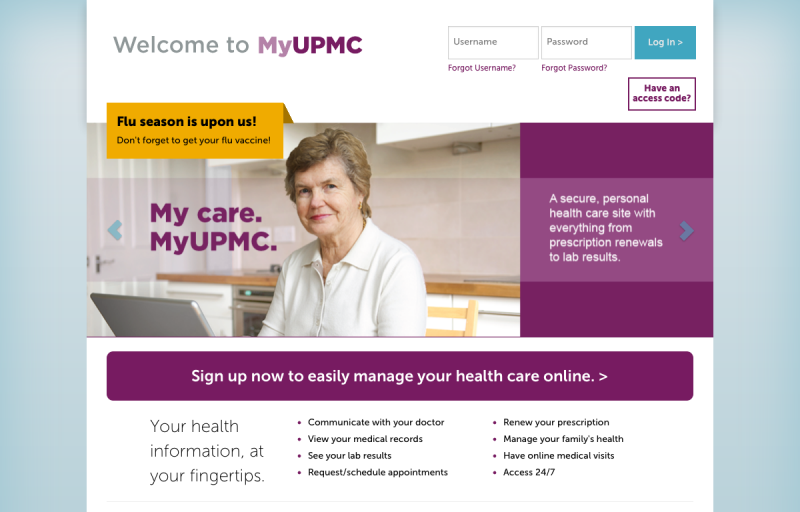 Welcome to MyUPMC
Username
Password
Log In >
Forgot Username?
Forgot Password?
Have an
access code?
Flu season is upon us!
Don't forget to get your flu vaccine!
My care.
MyUPMC.
A secure, personal
health care site with
everything from
prescription renewals
to lab results.
Sign up now to easily manage your health care online. >
Your health
information, at
your fingertips.
• Communicate with your doctor
• View your medical records
• See your lab results
• Request/schedule appointments
• Renew your prescription
• Manage your family's health
• Have online medical visits
• Access 24/7